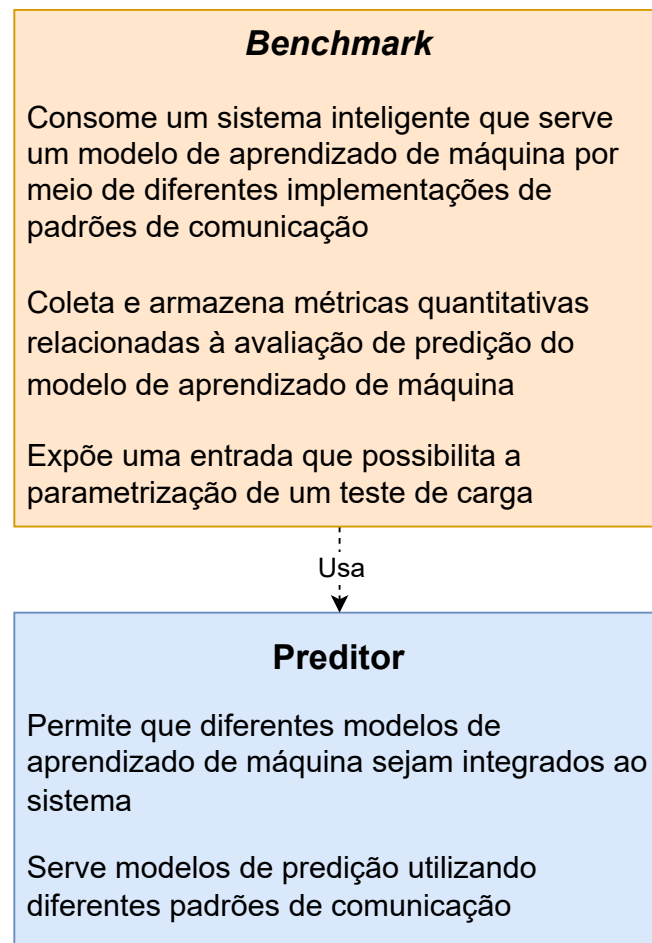 Benchmark
Consome um sistema inteligente que serve
um modelo de aprendizado de máquina por
meio de diferentes implementações de
padrões de comunicação
Coleta e armazena métricas quantitativas
relacionadas à avaliação de predição do
modelo de aprendizado de máquina
Expõe uma entrada que possibilita a
parametrização de um teste de carga
Usa
Preditor
Permite que diferentes modelos de
aprendizado de máquina sejam integrados ao
sistema
Serve modelos de predição utilizando
diferentes padrões de comunicação